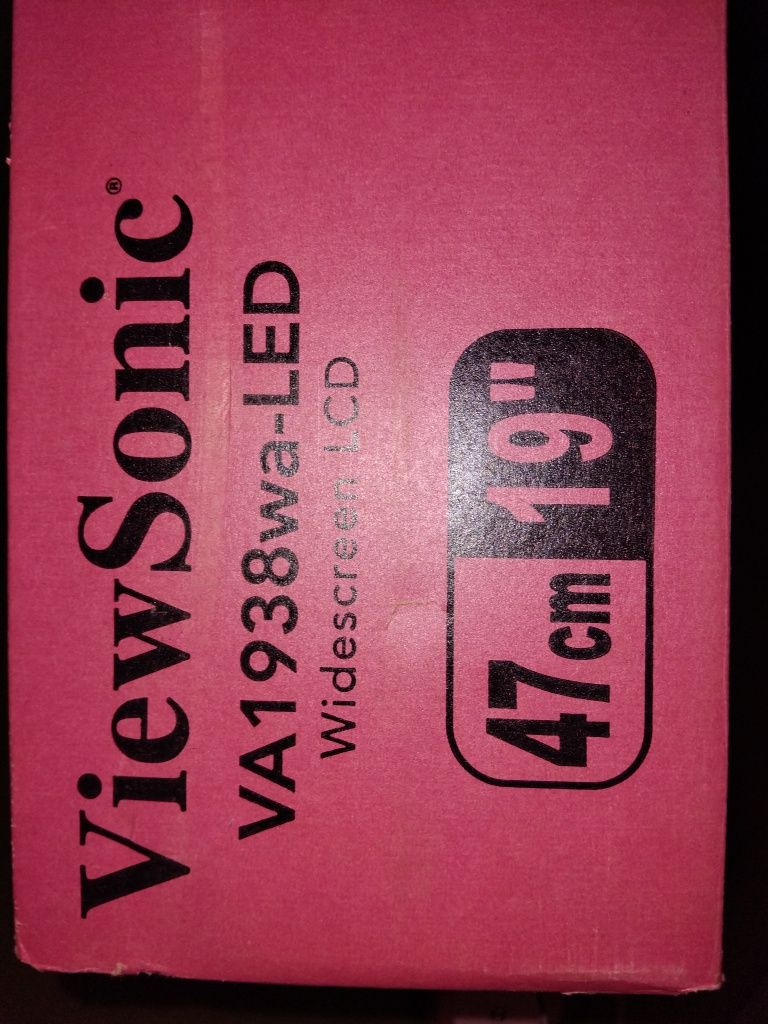 ViewSonic®
VA1938wa-LED
Widescreen LCD
47cm 19"